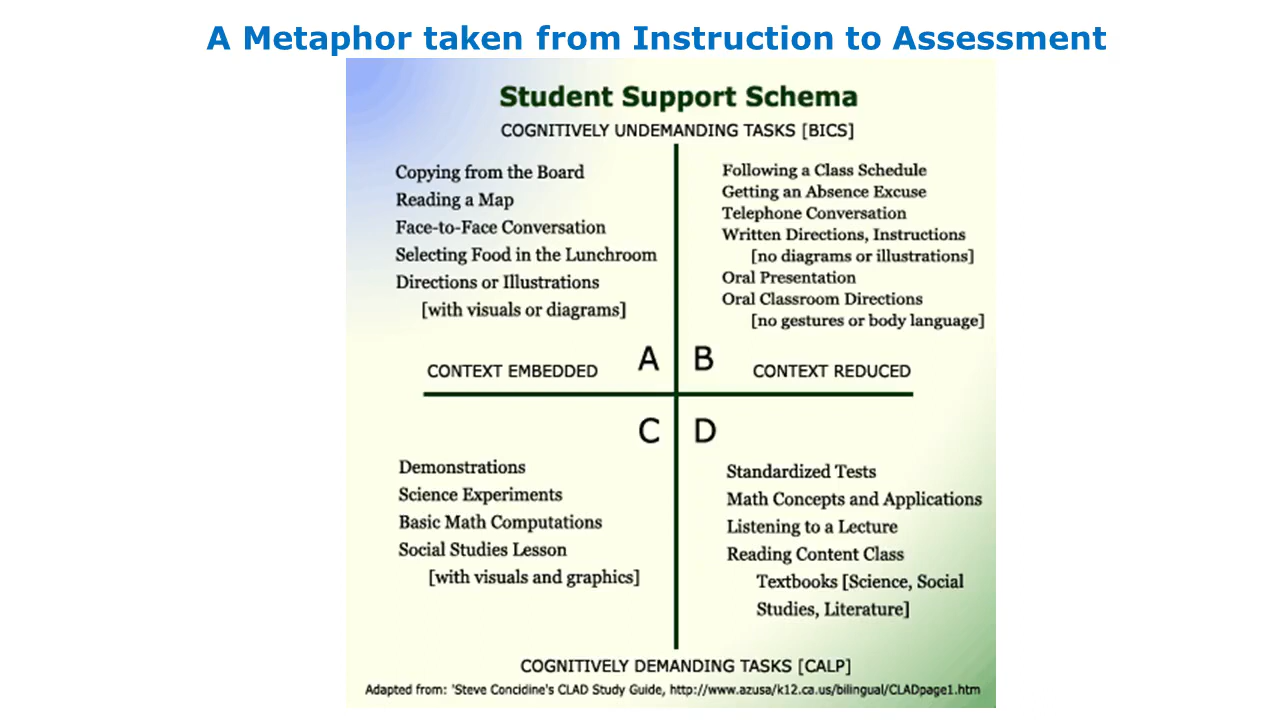 A Metaphor taken from Instruction to Assessment
Student Support Schema
COGNITIVELY UNDEMANDING TASKS [BICS]
Copying from the Board
Reading a Map
Face-to-Face Conversation
Selecting Food in the Lunchroom
Directions or Illustrations
[with visuals or diagrams]
Following a Class Schedule
Getting an Absence Excuse
Telephone Conversation
Written Directions, Instructions
[no diagrams or illustrations]
Oral Presentation
Oral Classroom Directions
[no gestures or body language]
A B
CONTEXT EMBEDDED CONTEXT REDUCED
C D
Demonstrations
Science Experiments
Basic Math Computations
Social Studies Lesson
[with visuals and graphics]
Standardized Tests
Math Concepts and Applications
Listening to a Lecture
Reading Content Class
Textbooks [Science, Social
Studies, Literature]
COGNITIVELY DEMANDING TASKS [CALP]
Adapted from: 'Steve Concidine's CLAD Study Guide, http://www.azusa/k12.ca.us/bilingual/CLADpage1.htm